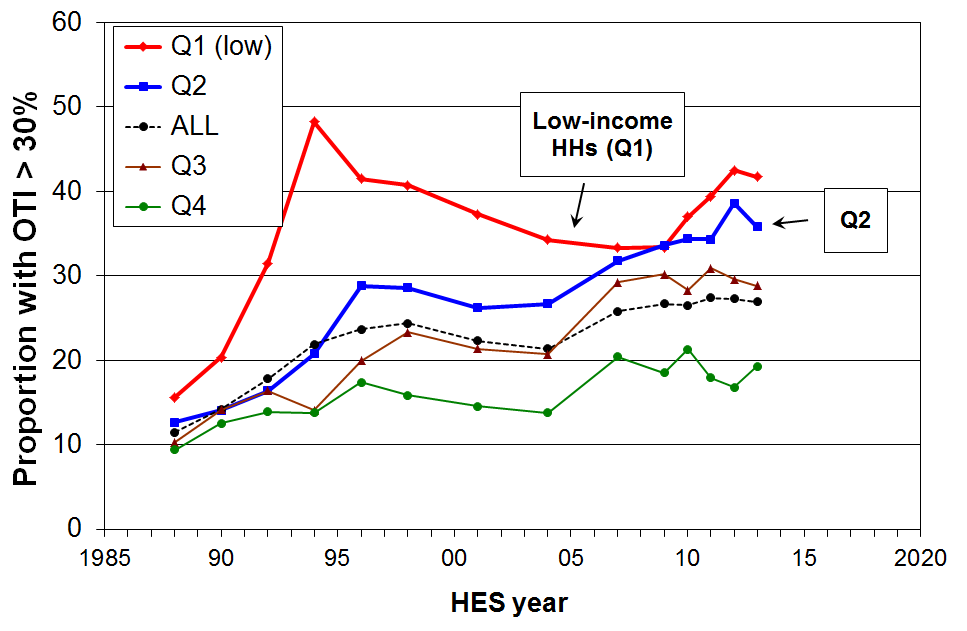 60
50
40
30
20
10
0
Proportion with OTI > 30%
Q1 (low)
Q2
ALL
Q3
Q4
Low-income
HHs (Q1)
Q2
1985 90 95 00 05 10 15 2020
HES year